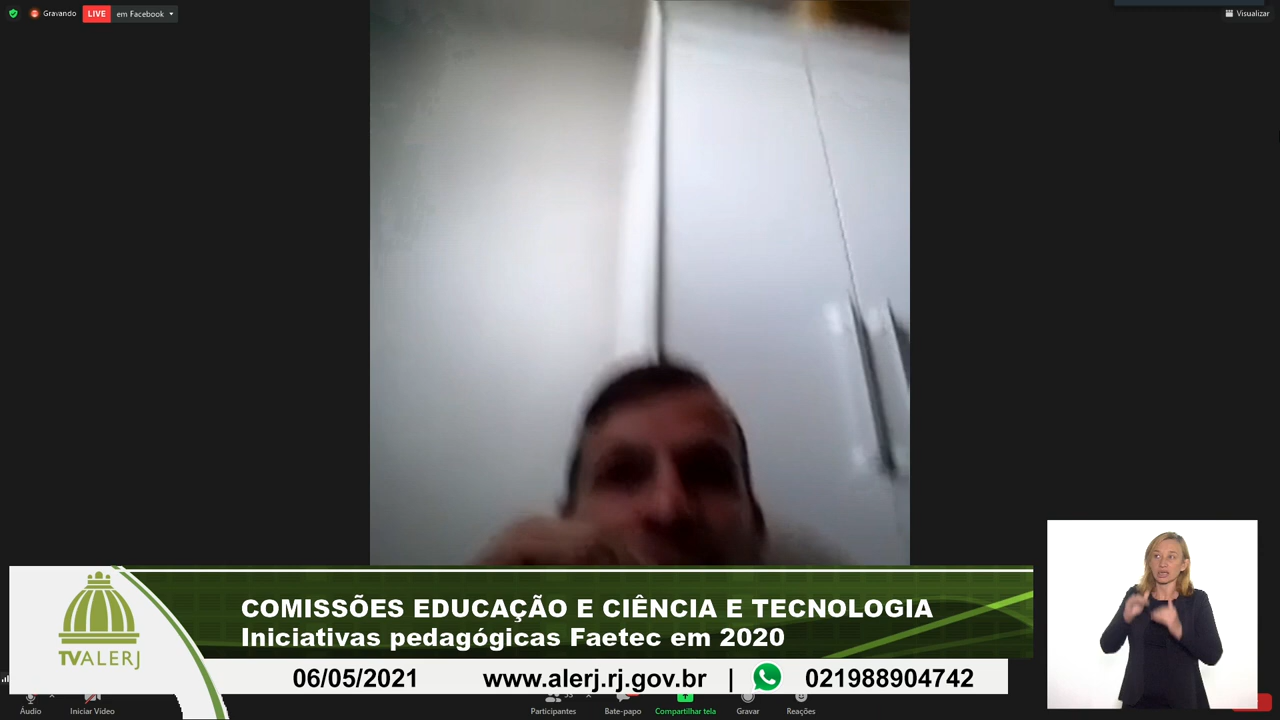 Gravando
LIVE
em Facebook
Visualizar
COMISSÕES EDUCAÇÃO E CIÊNCIA E TECNOLOGIA
Iniciativas pedagógicas Faetec em 2020
TVALERJ
06/05/2021 www.alerj.rj.gov.br | 021988904742
Áudio
Iniciar Vídeo
Participantes
Bate-papo
Compartilhar tela
Gravar
Reações